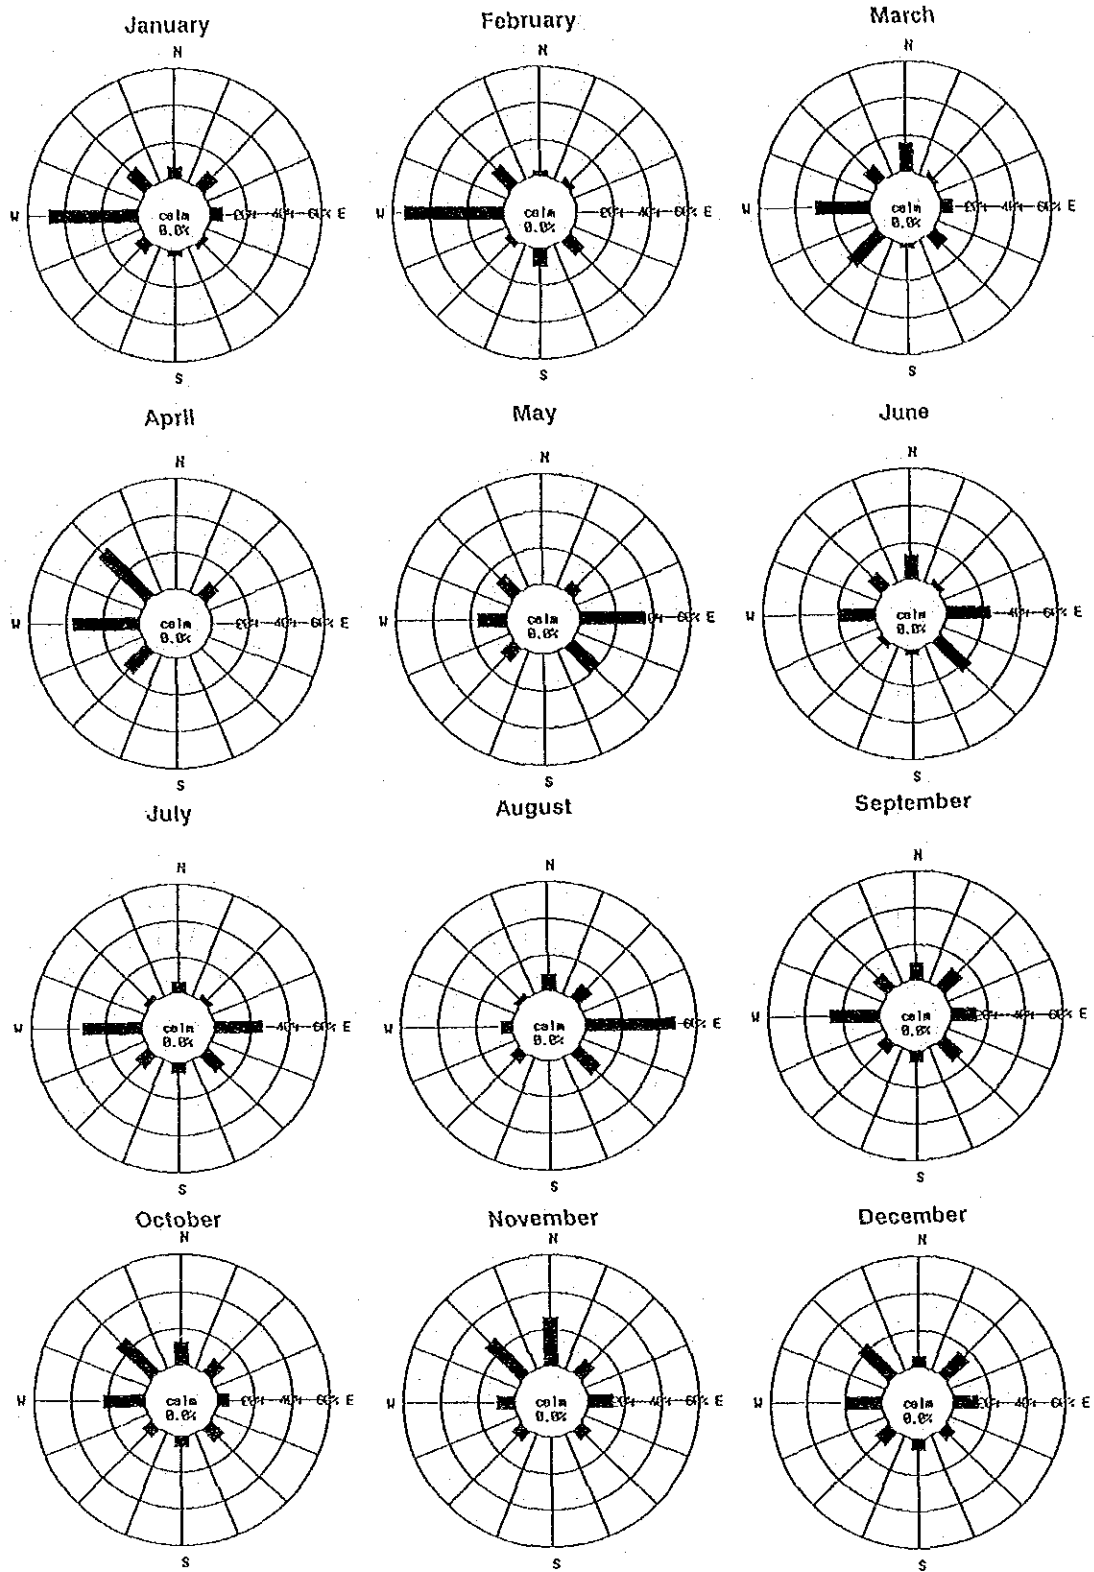 January
February
March
N
N
N
W
calm
0.0%
20%
40%
60%
E
W
calm
0.0%
20%
40%
60%
E
W
calm
0.0%
20%
40%
60%
E
S
S
S
April
May
June
N
N
N
W
calm
0.0%
20%
40%
60%
E
W
calm
0.0%
60%
E
W
calm
0.0%
40%
60%
E
S
S
S
July
August
September
N
N
N
W
calm
0.0%
40%
60%
E
W
calm
0.0%
60%
E
W
calm
0.0%
20%
40%
60%
E
S
S
S
October
November
December
N
N
N
W
calm
0.0%
20%
40%
60%
E
W
calm
0.0%
20%
40%
60%
E
W
calm
0.0%
20%
40%
60%
E
S
S
S